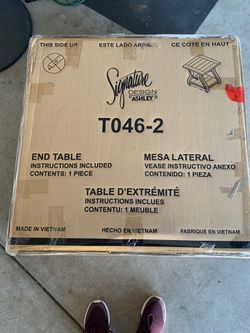 THIS SIDE UP
ESTE LADO ARRIBA
CE COTÉ EN HAUT
Signature
DESIGN
BY ASHLEY®
T046-2
END TABLE
INSTRUCTIONS INCLUDED
CONTENTS: 1 PIECE
MESA LATERAL
VEASE INSTRUCTIVO ANEXO
CONTENIDO: 1 PIEZA
TABLE D'EXTRÉMITÉ
INSTRUCTIONS INCLUES
CONTENU: 1 MEUBLE
MADE IN VIETNAM
HECHO EN VIETNAM
FABRIQUE EN VIETNAM